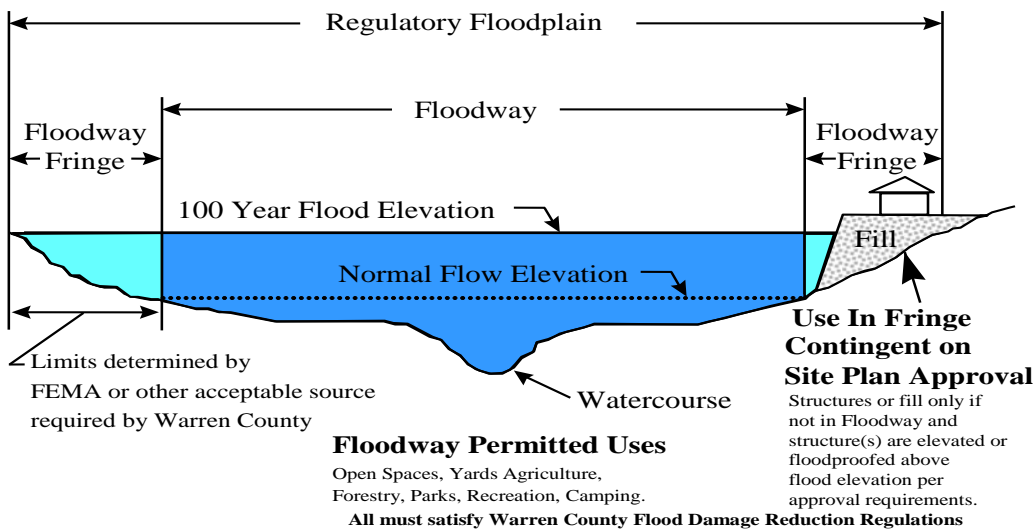 Regulatory Floodplain
Floodway
Floodway
Fringe
Floodway
Fringe
100 Year Flood Elevation
Fill
Normal Flow Elevation
Limits determined by
FEMA or other acceptable source
required by Warren County
Watercourse
Use In Fringe
Contingent on
Site Plan Approval
Structures or fill only if
not in Floodway and
structure(s) are elevated or
floodproofed above
flood elevation per
approval requirements.
Floodway Permitted Uses
Open Spaces, Yards Agriculture,
Forestry, Parks, Recreation, Camping.
All must satisfy Warren County Flood Damage Reduction Regulations